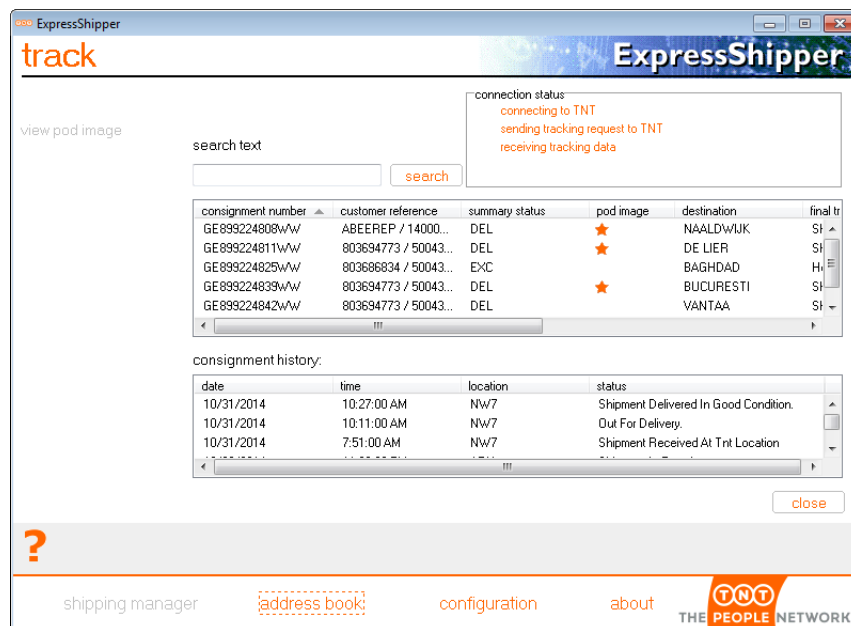 ExpressShipper
track
ExpressShipper
connection status
connecting to TNT
sending tracking request to TNT
receiving tracking data
view pod image
search text
search
consignment number customer reference summary status pod image destination final tr
GE899224808WW ABEEREP / 14000... DEL NAALDWIJK
GE899224811WW 803694773 / 50043... DEL DE LIER
GE899224825WW 803686834 / 50043... EXC BAGHDAD
GE899224839WW 803694773 / 50043... DEL BUCURESTI
GE899224842WW 803694773 / 50043... DEL VANTAA
consignment history:
date time location status
10/31/2014 10:27:00 AM NW7 Shipment Delivered In Good Condition.
10/31/2014 10:11:00 AM NW7 Out For Delivery.
10/31/2014 7:51:00 AM NW7 Shipment Received At Tnt Location
close
?
shipping manager address book configuration about
TNT
THE PEOPLE NETWORK